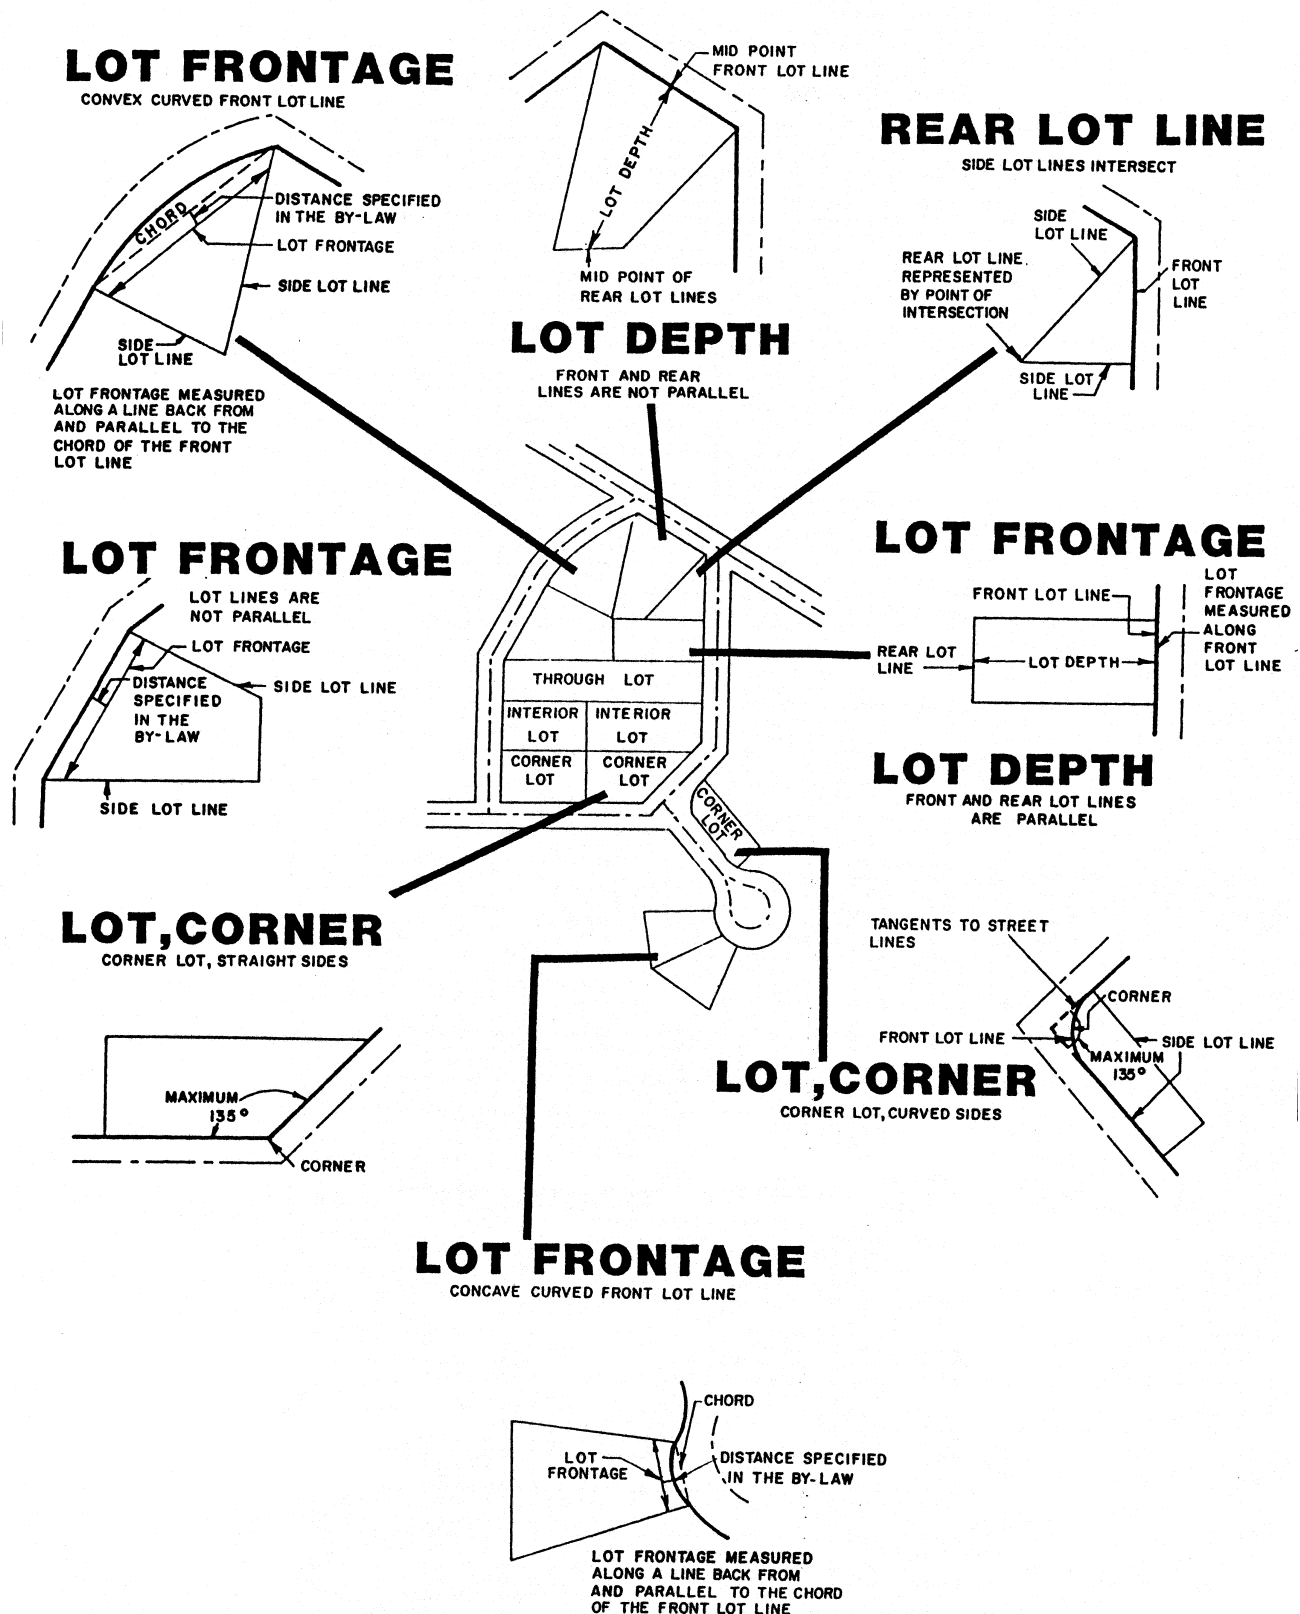 LOT FRONTAGE
CONVEX CURVED FRONT LOT LINE
CHORD
DISTANCE SPECIFIED
IN THE BY-LAW
LOT FRONTAGE
SIDE LOT LINE
SIDE
LOT LINE
LOT FRONTAGE MEASURED
ALONG A LINE BACK FROM
AND PARALLEL TO THE
CHORD OF THE FRONT
LOT LINE
MID POINT
FRONT LOT LINE
LOT DEPTH
MID POINT OF
REAR LOT LINES
LOT DEPTH
FRONT AND REAR
LINES ARE NOT PARALLEL
REAR LOT LINE
SIDE LOT LINES INTERSECT
SIDE
LOT LINE
REAR LOT LINE
REPRESENTED
BY POINT OF
INTERSECTION
FRONT
LOT
LINE
SIDE LOT
LINE
LOT FRONTAGE
LOT LINES ARE
NOT PARALLEL
LOT FRONTAGE
DISTANCE
SPECIFIED
IN THE
BY-LAW
SIDE LOT LINE
SIDE LOT LINE
THROUGH LOT
INTERIOR
LOT
INTERIOR
LOT
CORNER
LOT
CORNER
LOT
CORNER
LOT
LOT FRONTAGE
FRONT LOT LINE
LOT
FRONTAGE
MEASURED
ALONG
FRONT
LOT LINE
REAR LOT
LINE
LOT DEPTH
LOT DEPTH
FRONT AND REAR LOT LINES
ARE PARALLEL
LOT,CORNER
CORNER LOT, STRAIGHT SIDES
MAXIMUM
135°
CORNER
TANGENTS TO STREET
LINES
CORNER
FRONT LOT LINE
SIDE LOT LINE
MAXIMUM
135°
LOT,CORNER
CORNER LOT, CURVED SIDES
LOT FRONTAGE
CONCAVE CURVED FRONT LOT LINE
CHORD
LOT
FRONTAGE
DISTANCE SPECIFIED
IN THE BY-LAW
LOT FRONTAGE MEASURED
ALONG A LINE BACK FROM
AND PARALLEL TO THE CHORD
OF THE FRONT LOT LINE